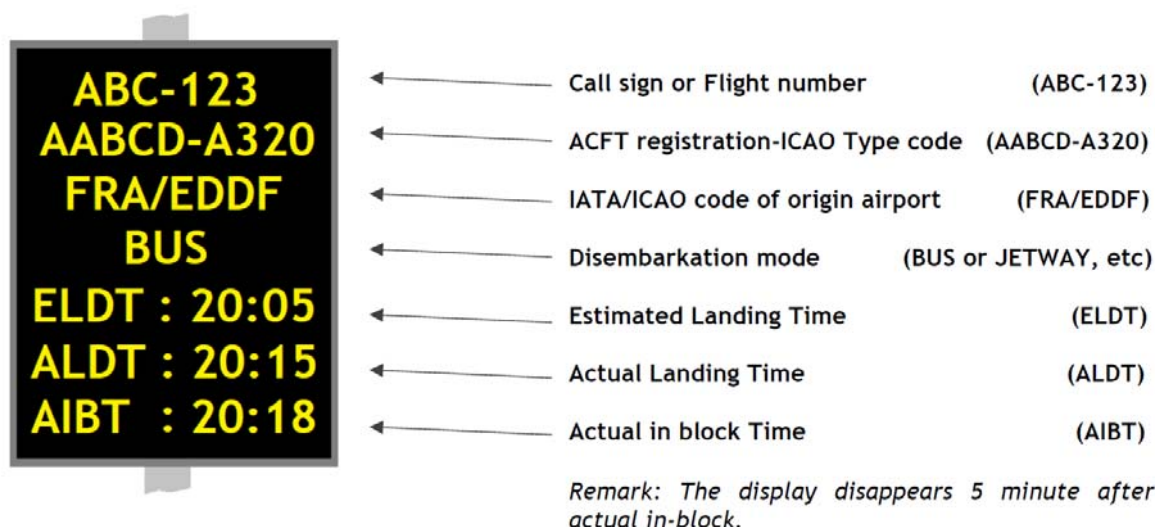 ABC-123
AABCD-A320
FRA/EDDF
BUS
ELDT : 20:05
ALDT : 20:15
AIBT : 20:18
Call sign or Flight number (ABC-123)
ACFT registration-ICAO Type code (AABCD-A320)
IATA/ICAO code of origin airport (FRA/EDDF)
Disembarkation mode (BUS or JETWAY, etc)
Estimated Landing Time (ELDT)
Actual Landing Time (ALDT)
Actual in block Time (AIBT)
Remark: The display disappears 5 minute after
actual in-block.